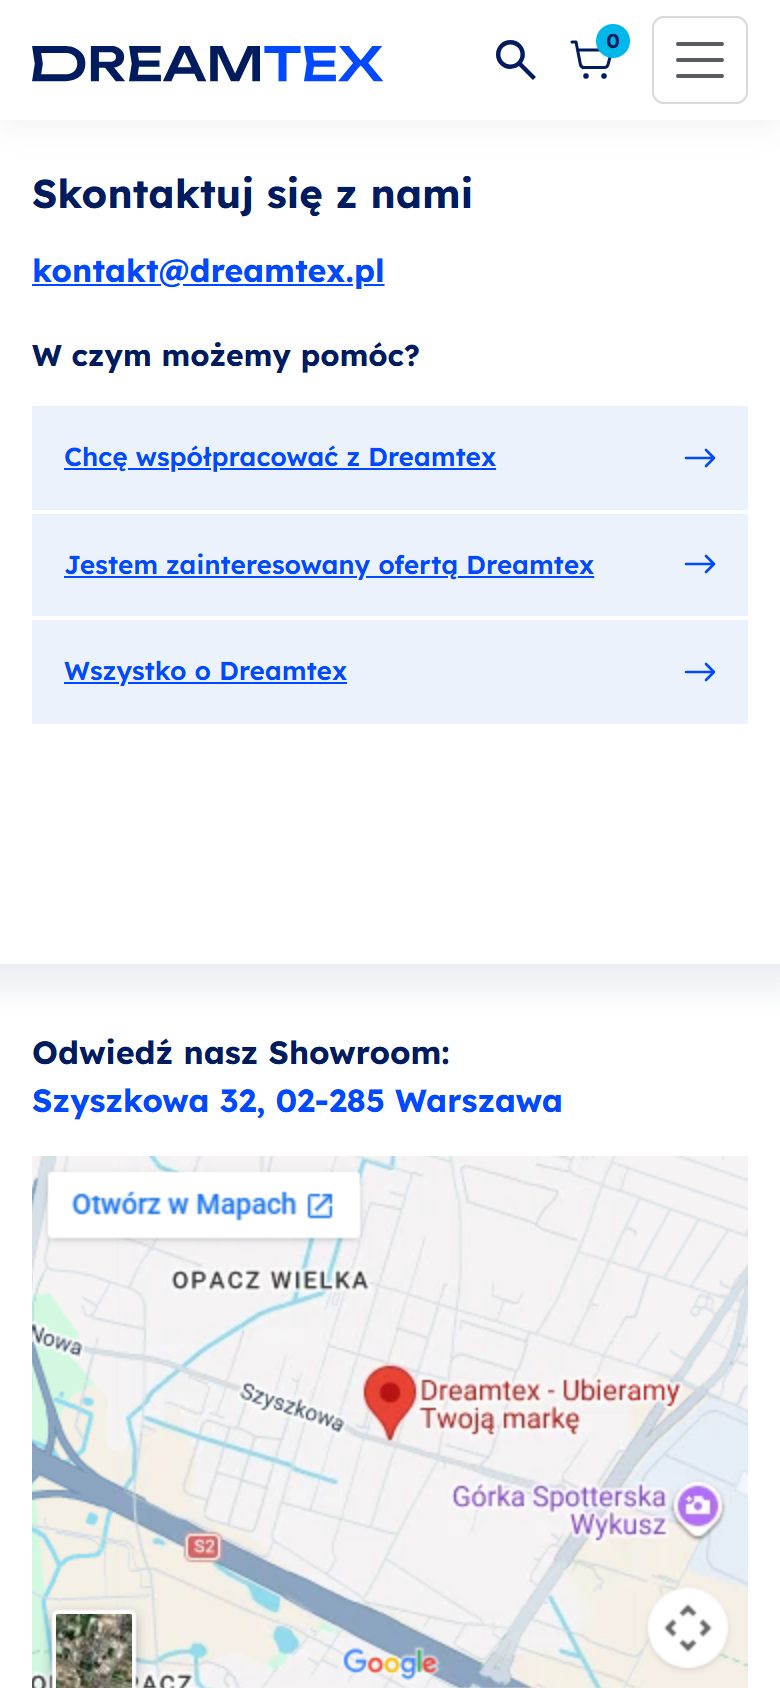 DREAMTEX
0
Skontaktuj się z nami
kontakt@dreamtex.pl
W czym możemy pomóc?
Chcę współpracować z Dreamtex
Jestem zainteresowany ofertą Dreamtex
Wszystko o Dreamtex
Odwiedź nasz Showroom:
Szyszkowa 32, 02-285 Warszawa
Otwórz w Mapach
OPACZ WIELKA
Nowa
Szyszkowa
Dreamtex - Ubieramy
Twoją markę
Górka Spotterska
Wykusz
S2
Google